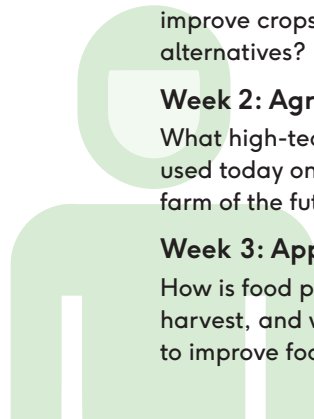 improve crops
alternatives?
Week 2: Agr
What high-tec
used today on
farm of the fut
Week 3: App
How is food p
harvest, and
to improve foo